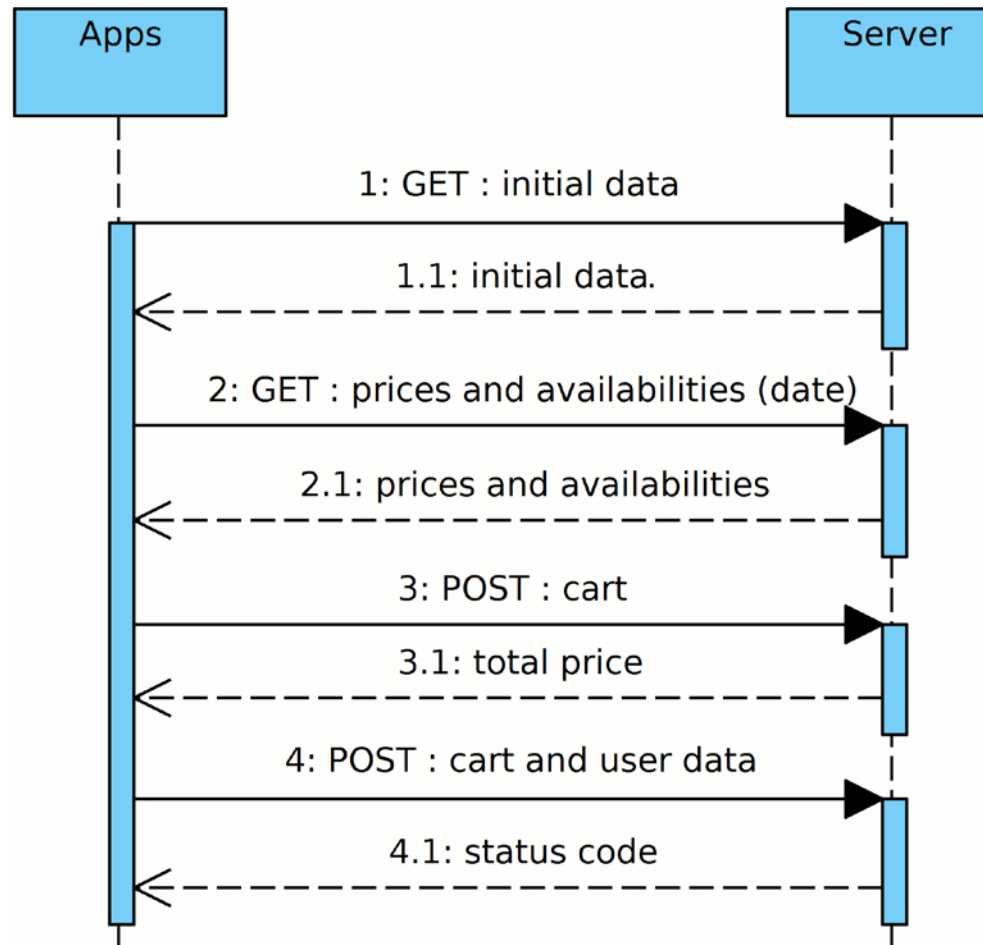 Apps
Server
1: GET : initial data
1.1: initial data.
2: GET : prices and availabilities (date)
2.1: prices and availabilities
3: POST : cart
3.1: total price
4: POST : cart and user data
4.1: status code